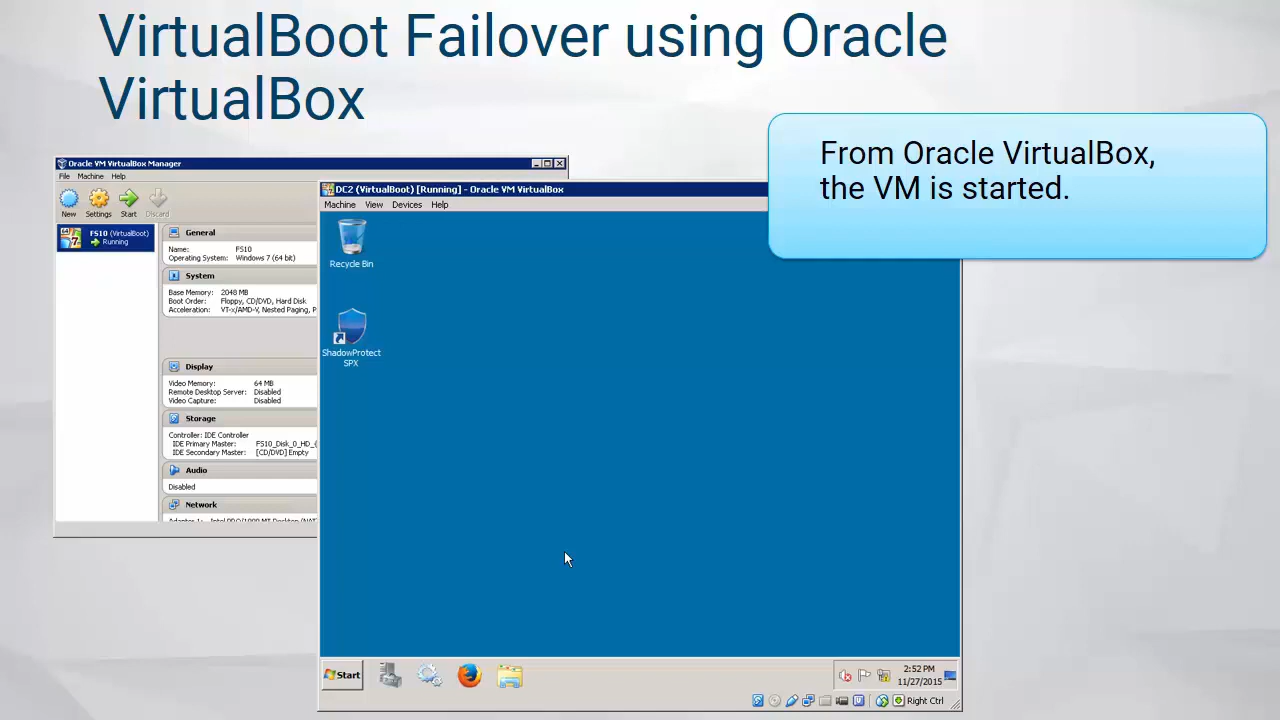 VirtualBoot Failover using Oracle
VirtualBox
From Oracle VirtualBox,
the VM is started.
Oracle VM VirtualBox Manager
File Machine Help
New Settings Start Discard
FS10 (VirtualBoot)
Running
General
Name: FS10
Operating System: Windows 7 (64 bit)
System
Base Memory: 2048 MB
Boot Order: Floppy, CD/DVD, Hard Disk
Acceleration: VT-x/AMD-V, Nested Paging, P
Display
Video Memory: 64 MB
Remote Desktop Server: Disabled
Video Capture: Disabled
Storage
Controller: IDE Controller
IDE Primary Master: FS10_Disk_0_HD_
IDE Secondary Master: [CD/DVD] Empty
Audio
Disabled
Network
DC2 (VirtualBoot) [Running] - Oracle VM VirtualBox
Machine View Devices Help
Recycle Bin
ShadowProtect
SPX
Start
2:52 PM
11/27/2015
Right Ctrl